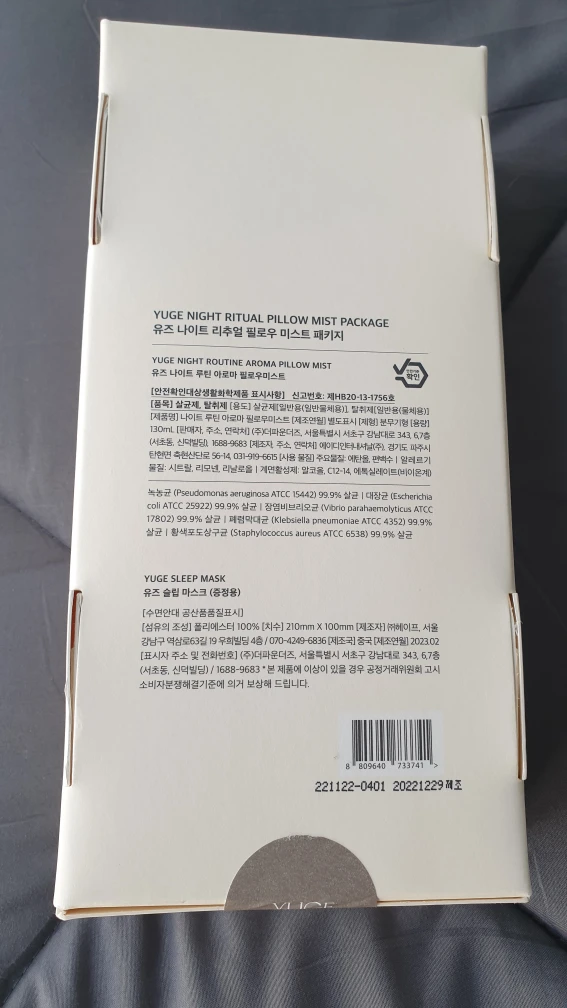 YUGE NIGHT RITUAL PILLOW MIST PACKAGE
유즈 나이트 리추얼 필로우 미스트 패키지
YUGE NIGHT ROUTINE AROMA PILLOW MIST
유즈 나이트 루틴 아로마 필로우미스트
확인
[안전확인대상생활화학제품 표시사항] 신고번호: 제HB20-13-1756호
[품목] 살균제, 탈취제 [용도] 살균제[일반용(일반물체용)], 탈취제[일반용(물체용)]
[제품명] 나이트 루틴 아로마 필로우미스트 [제조연월] 별도표시 [제형] 분무기형 [용량]
130mL [판매자, 주소, 연락처] (주)더파운더즈, 서울특별시 서초구 강남대로 343, 6,7층
(서초동, 신덕빌딩), 1688-9683 [제조자, 주소, 연락처] 에이디인터내셔날(주), 경기도 파주시
탄현면 축현산단로 56-14, 031-919-6615 [사용 물질] 주요물질: 에탄올, 편백수 | 알레르기
물질: 시트랄, 리모넨, 리날로올 | 계면활성제: 알코올, C12-14, 에톡실레이트(비이온계)
녹농균 (Pseudomonas aeruginosa ATCC 15442) 99.9% 살균 | 대장균 (Escherichia
coli ATCC 25922) 99.9% 살균 | 장염비브리오균 (Vibrio parahaemolyticus ATCC
17802) 99.9% 살균 | 폐렴막대균 (Klebsiella pneumoniae ATCC 4352) 99.9%
살균 | 황색포도상구균 (Staphylococcus aureus ATCC 6538) 99.9% 살균
YUGE SLEEP MASK
유즈 슬립 마스크 (증정용)
[수면안대 공산품품질표시]
[섬유의 조성] 폴리에스터 100% [치수] 210mm X 100mm [제조자] ㈜헤이프, 서울
강남구 역삼로63길 19 우희빌딩 4층 / 070-4249-6836 [제조국] 중국 [제조연월] 2023.02
[표시자 주소 및 전화번호] (주)더파운더즈, 서울특별시 서초구 강남대로 343, 6,7층
(서초동, 신덕빌딩) / 1688-9683 *본 제품에 이상이 있을 경우 공정거래위원회 고시
소비자분쟁해결기준에 의거 보상해 드립니다.
8 809640 733741 >
221122-0401 20221229제조
YUGE